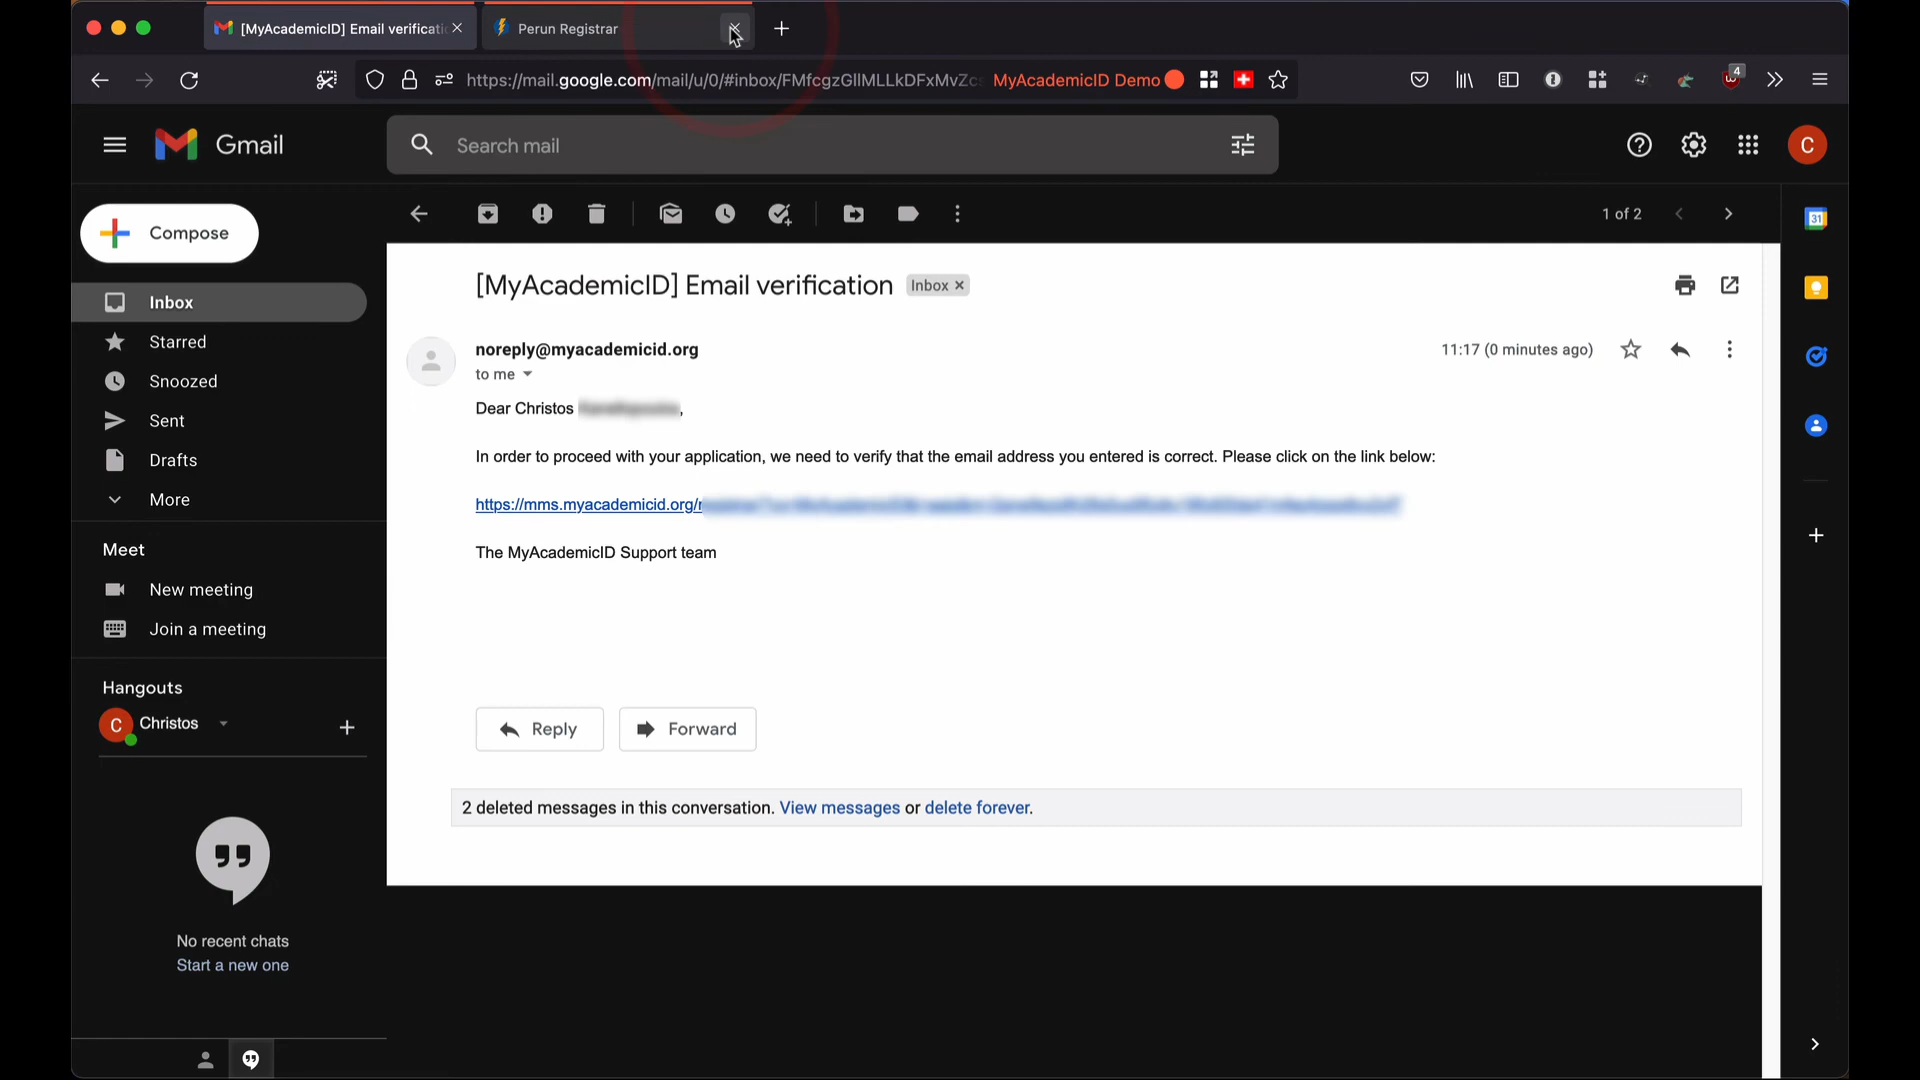 [MyAcademicID] Email verificati
Perun Registrar
https://mail.google.com/mail/u/0/#inbox/FMfcgzGllMLLkDFxMvZc
MyAcademicID Demo
4
Gmail
Search mail
C
Compose
1 of 2
31
[MyAcademicID] Email verification
Inbox ×
Inbox
Starred
Snoozed
Sent
Drafts
More
noreply@myacademicid.org
11:17 (0 minutes ago)
to me
Dear Christos ,
In order to proceed with your application, we need to verify that the email address you entered is correct. Please click on the link below:
https://mms.myacademicid.org/
The MyAcademicID Support team
Meet
New meeting
Join a meeting
Hangouts
C
Christos
Reply
Forward
2 deleted messages in this conversation. View messages or delete forever.
No recent chats
Start a new one